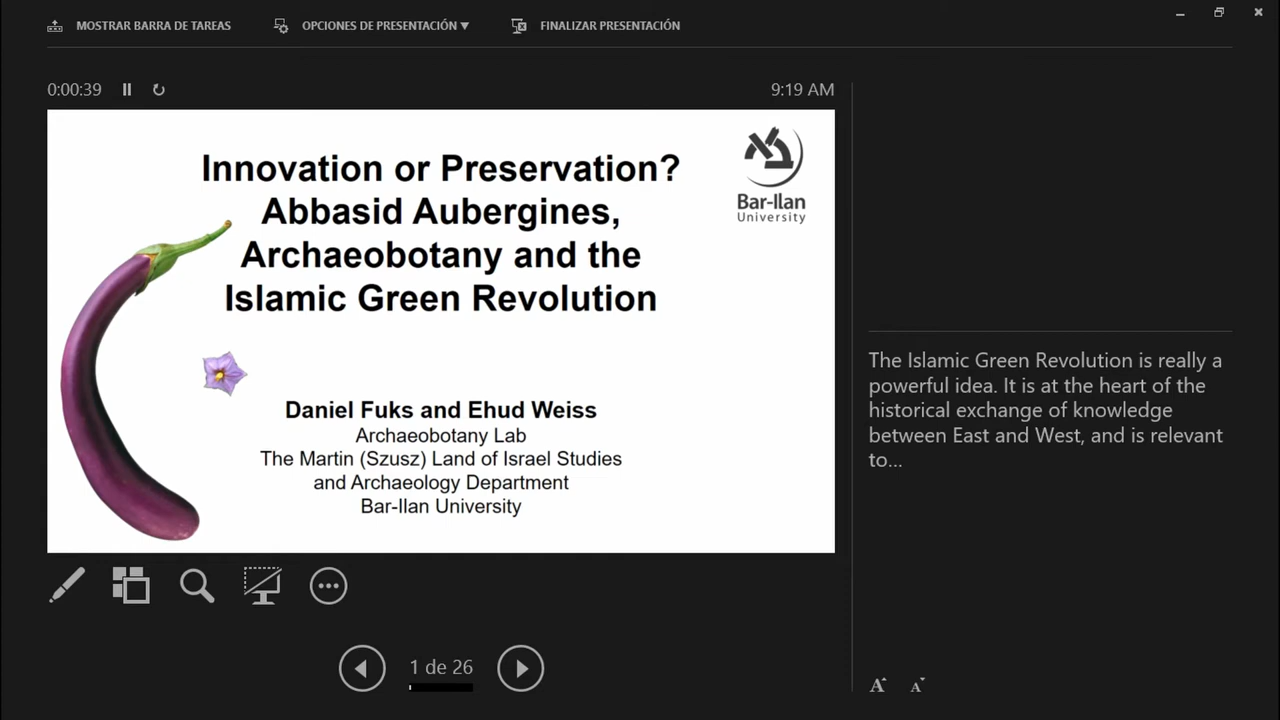 MOSTRAR BARRA DE TAREAS
OPCIONES DE PRESENTACIÓN ▼
FINALIZAR PRESENTACIÓN
0:00:39
9:19 AM
Innovation or Preservation?
Abbasid Aubergines,
Archaeobotany and the
Islamic Green Revolution
Bar-Ilan
University
Daniel Fuks and Ehud Weiss
Archaeobotany Lab
The Martin (Szusz) Land of Israel Studies
and Archaeology Department
Bar-Ilan University
The Islamic Green Revolution is really a
powerful idea. It is at the heart of the
historical exchange of knowledge
between East and West, and is relevant
to...
1 de 26
A A